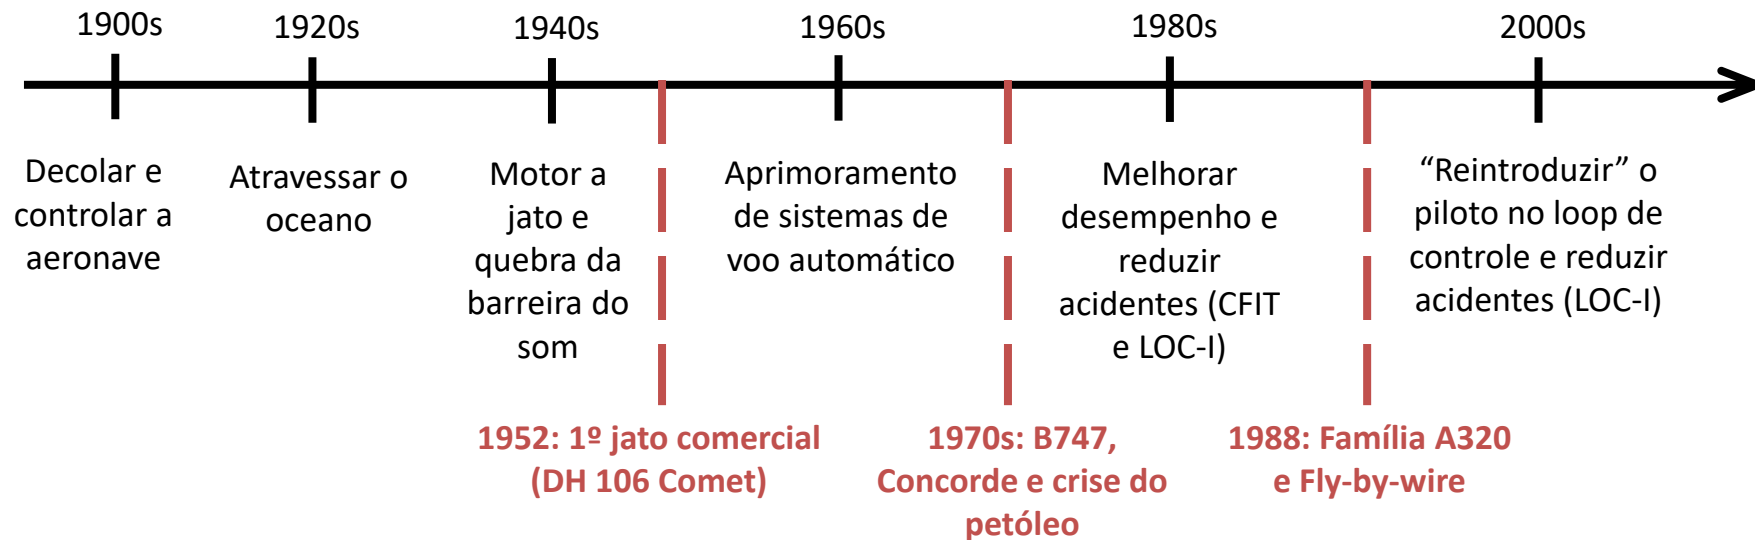 1900s
1920s
1940s
1960s
1980s
2000s
Decolar e
controlar a
aeronave
Atravessar o
oceano
Motor a
jato e
quebra da
barreira do
som
Aprimoramento
de sistemas de
voo automático
Melhorar
desempenho e
reduzir
acidentes (CFIT
e LOC-I)
“Reintroduzir” o
piloto no loop de
controle e reduzir
acidentes (LOC-I)
1952: 1º jato comercial
(DH 106 Comet)
1970s: B747,
Concorde e crise do
petóleo
1988: Família A320
e Fly-by-wire